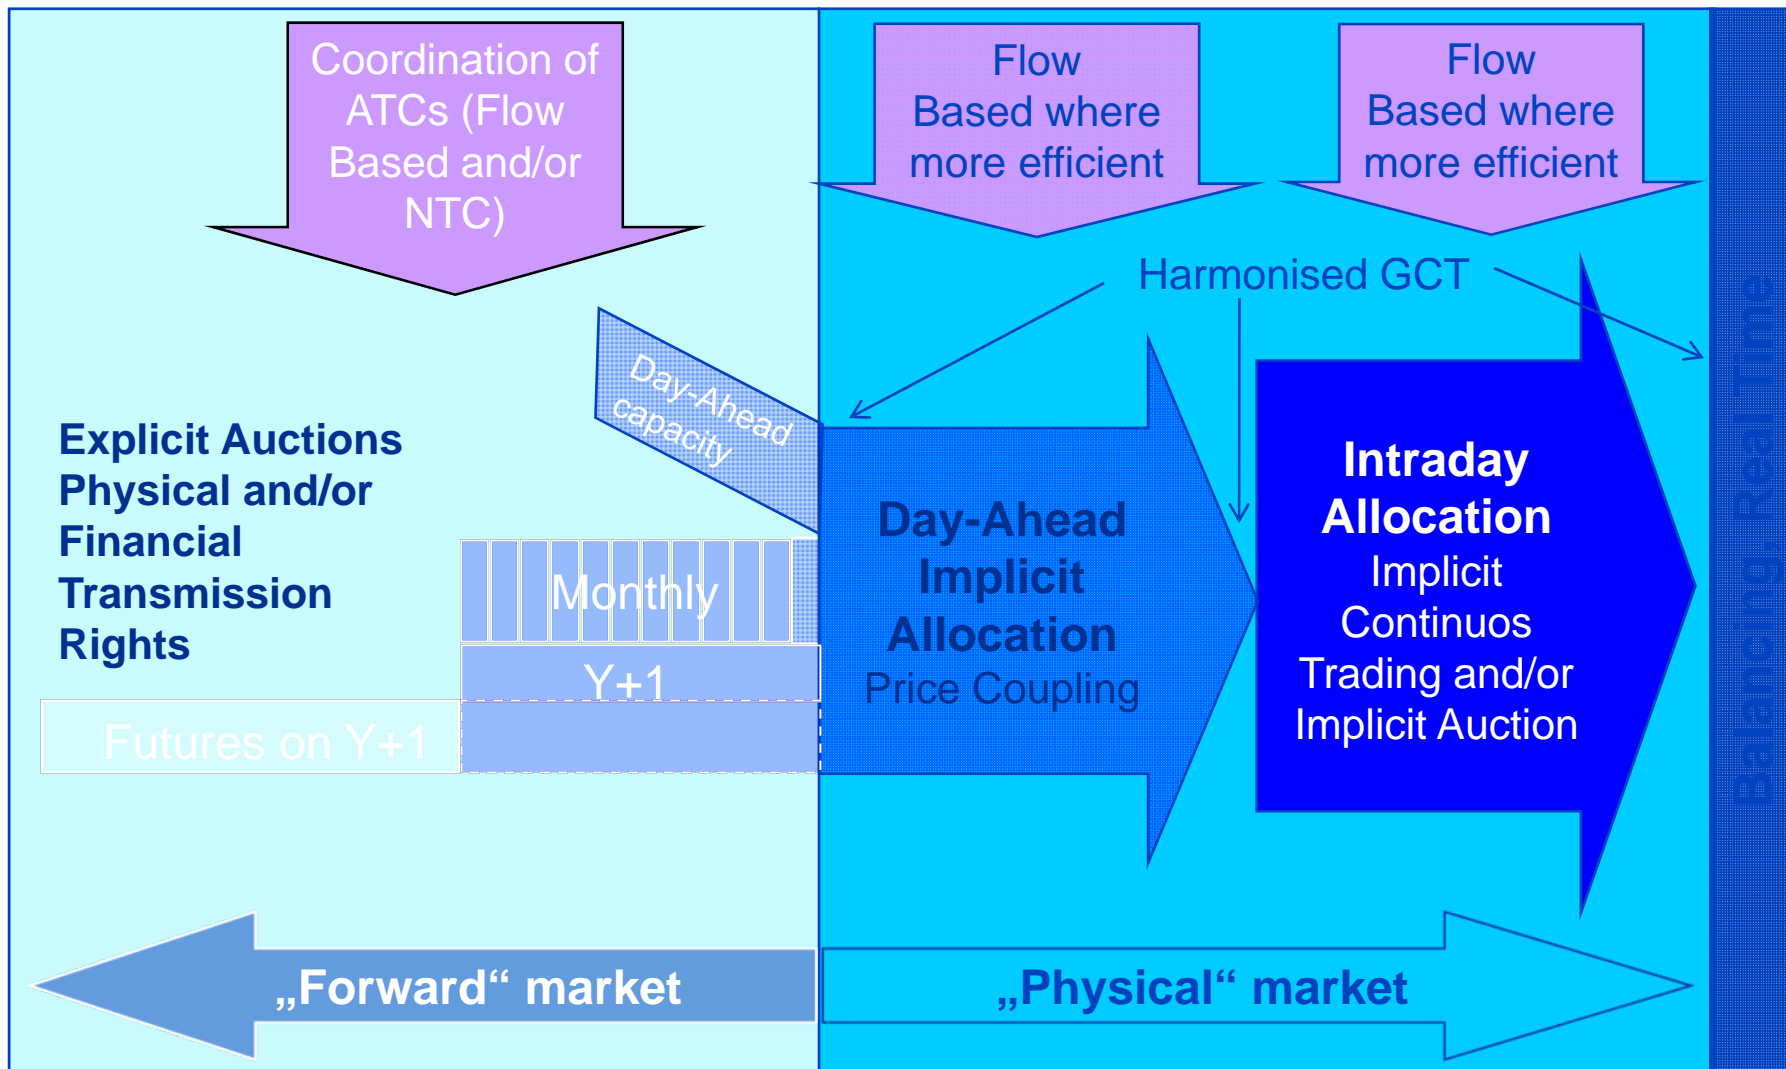 Coordination of
ATCs (Flow
Based and/or
NTC)
Flow
Based where
more efficient
Flow
Based where
more efficient
Harmonised GCT
Day-Ahead
capacity
Explicit Auctions
Physical and/or
Financial
Transmission
Rights
Monthly
Y+1
Futures on Y+1
Day-Ahead
Implicit
Allocation
Price Coupling
Intraday
Allocation
Implicit
Continuos
Trading and/or
Implicit Auction
Balancing, Real Time
„Forward“ market
„Physical“ market